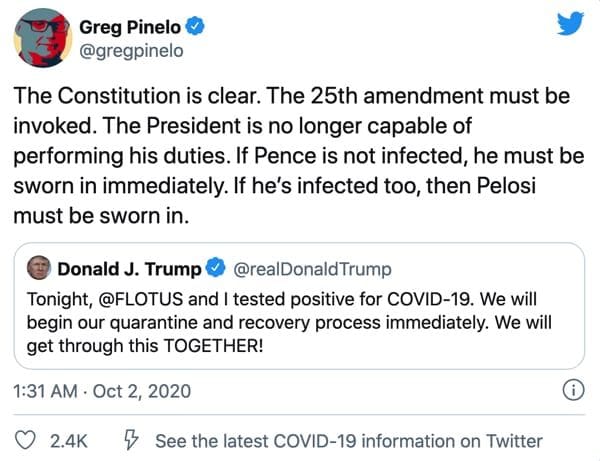 Greg Pinelo
@gregpinelo
The Constitution is clear. The 25th amendment must be
invoked. The President is no longer capable of
performing his duties. If Pence is not infected, he must be
sworn in immediately. If he's infected too, then Pelosi
must be sworn in.
Donald J. Trump @realDonaldTrump
Tonight, @FLOTUS and I tested positive for COVID-19. We will
begin our quarantine and recovery process immediately. We will
get through this TOGETHER!
1:31 AM · Oct 2, 2020
2.4K See the latest COVID-19 information on Twitter